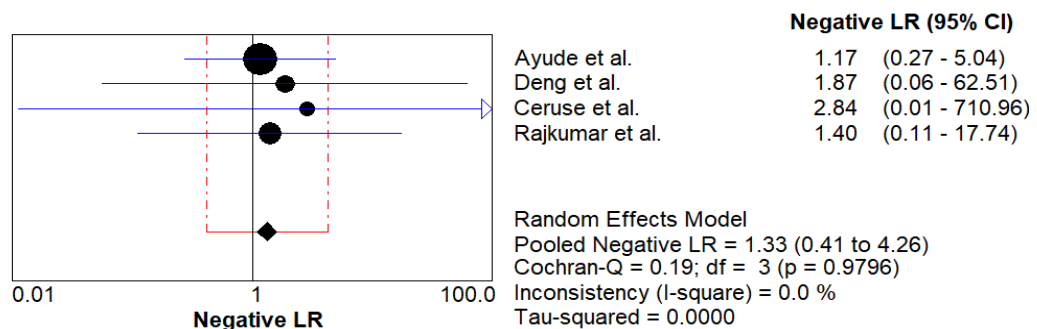 Negative LR (95% CI)
Ayude et al. 1.17 (0.27 - 5.04)
Deng et al. 1.87 (0.06 - 62.51)
Ceruse et al. 2.84 (0.01 - 710.96)
Rajkumar et al. 1.40 (0.11 - 17.74)
Random Effects Model
Pooled Negative LR = 1.33 (0.41 to 4.26)
Cochran-Q = 0.19; df = 3 (p = 0.9796)
Inconsistency (I-square) = 0.0 %
Tau-squared = 0.0000
0.01 1 100.0
Negative LR